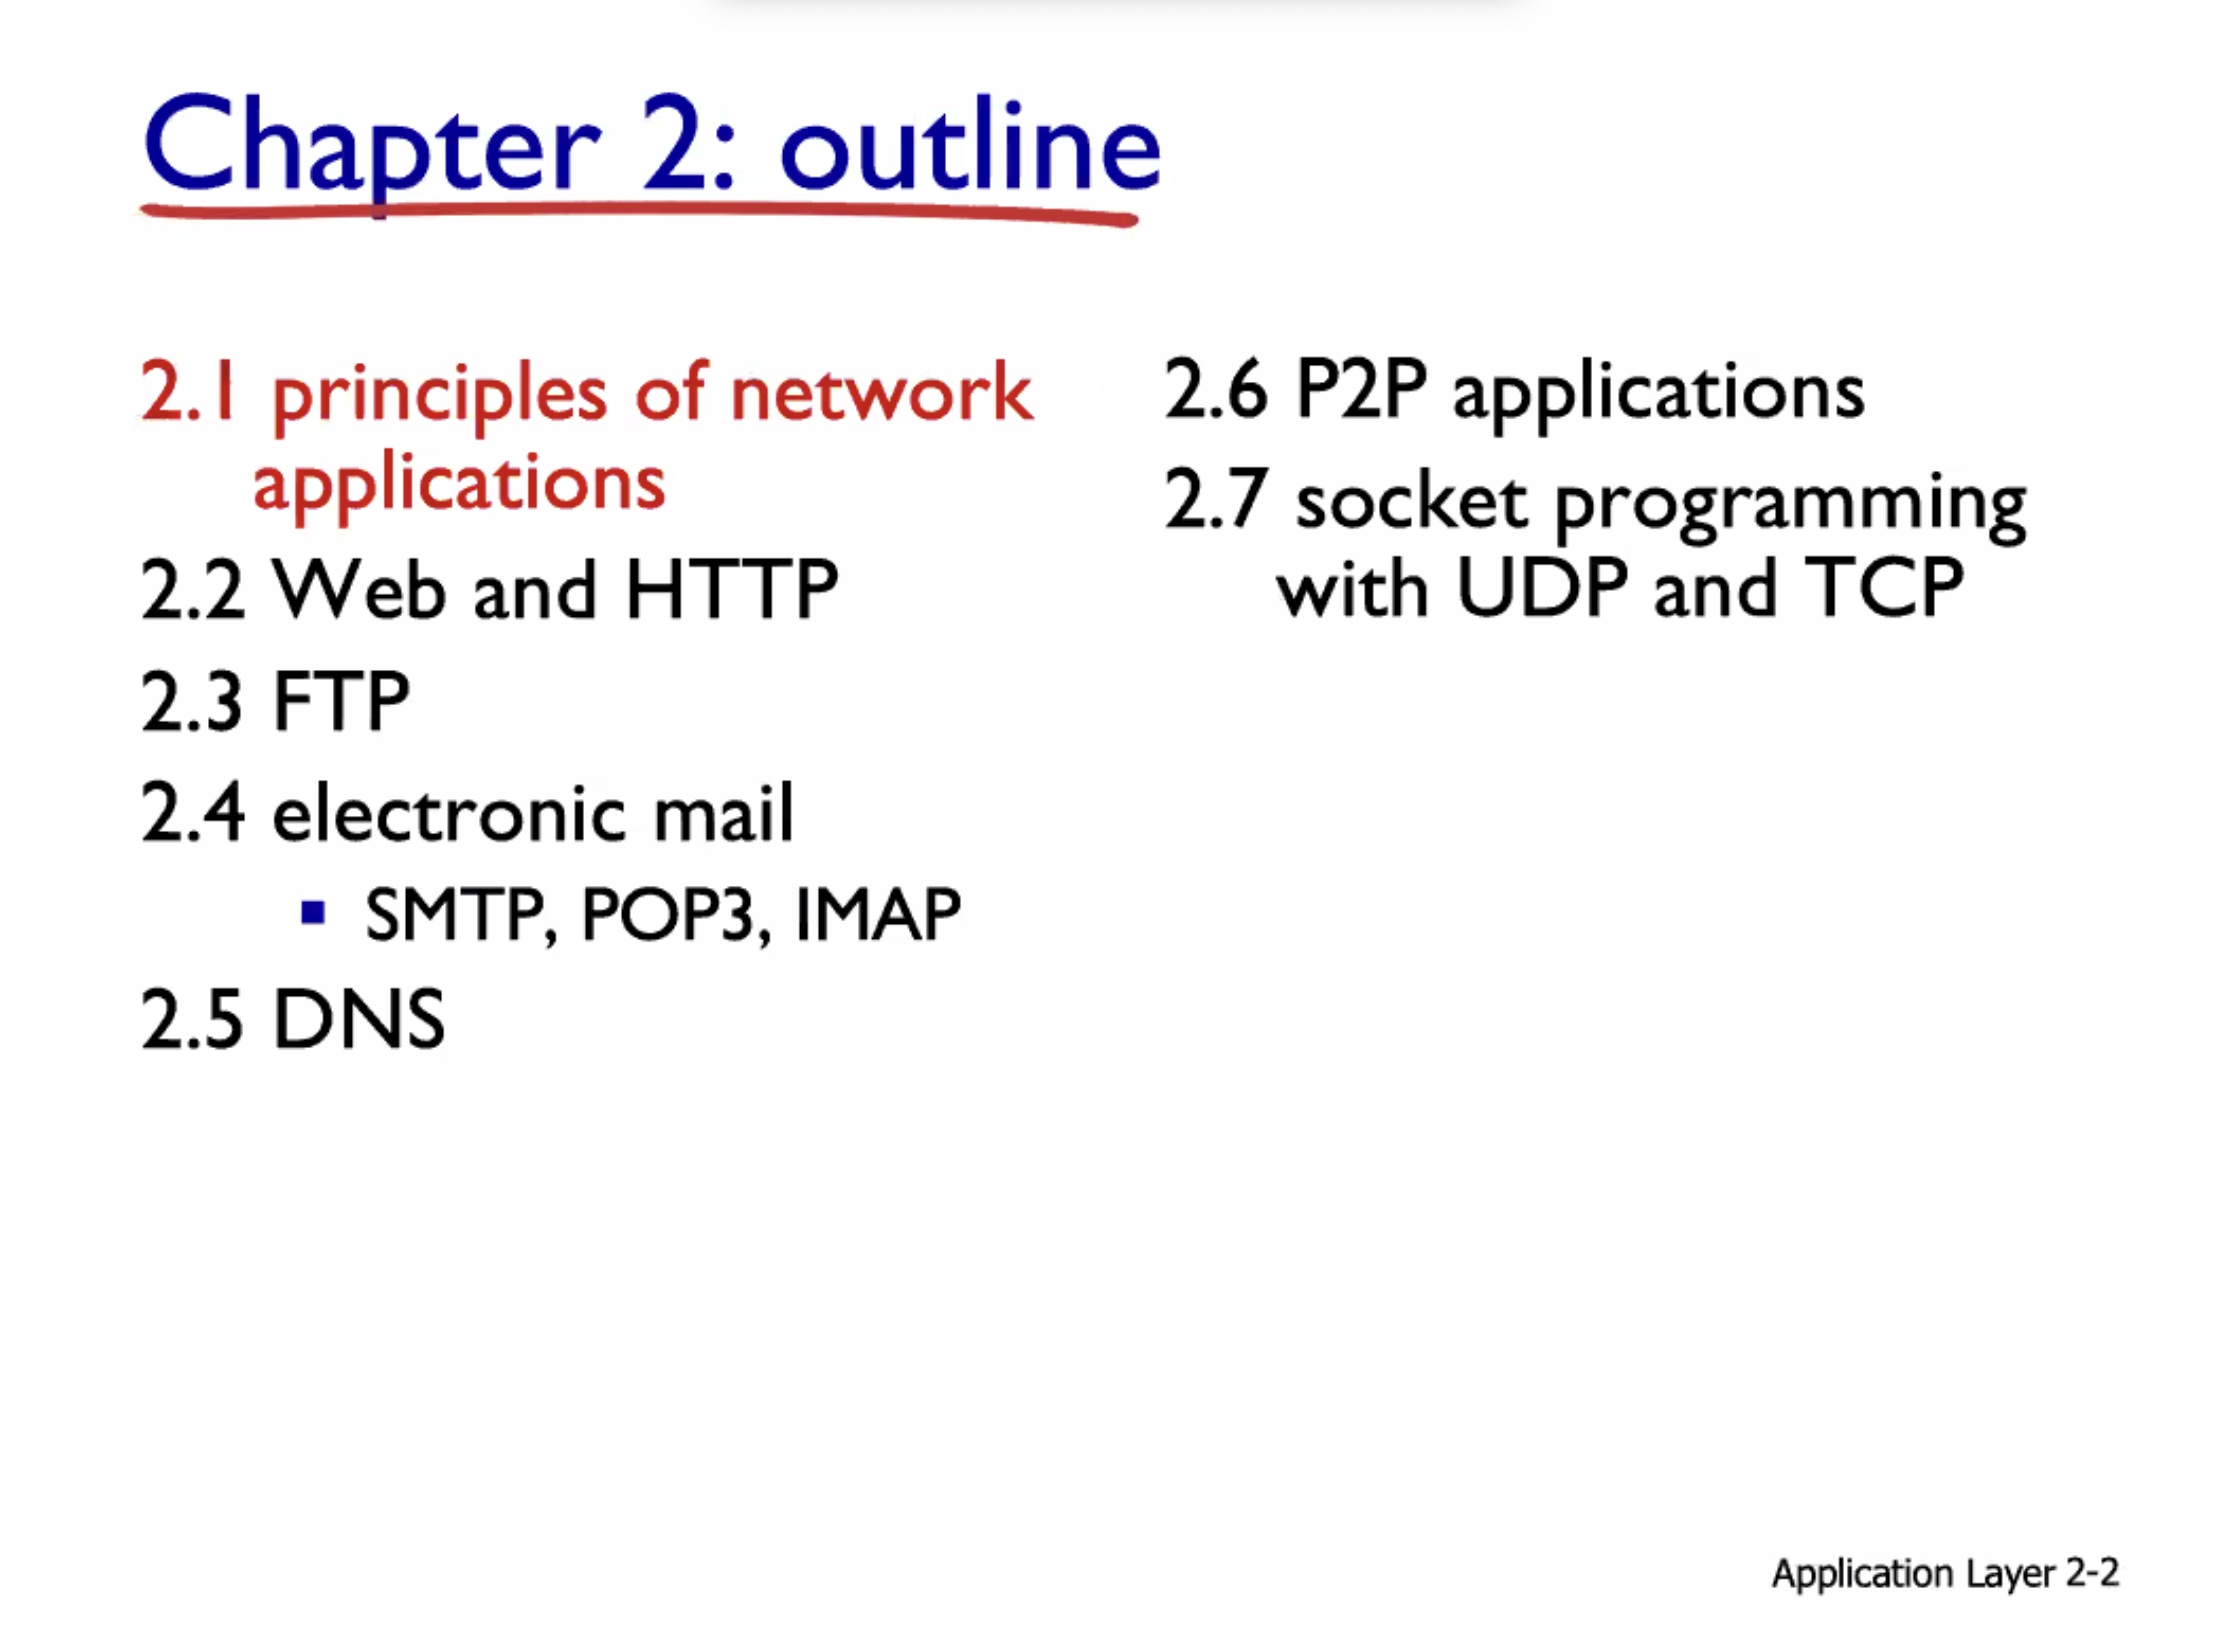 Chapter 2: outline
2.1 principles of network
applications
2.2 Web and HTTP
2.3 FTP
2.4 electronic mail
▪ SMTP, POP3, IMAP
2.5 DNS
2.6 P2P applications
2.7 socket programming
with UDP and TCP
Application Layer 2-2